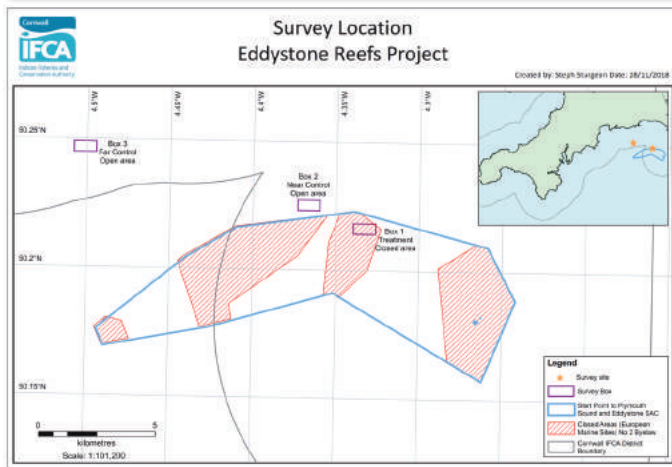 Cornwall
IFCA
Inshore Fisheries and
Conservation Authority
Survey Location
Eddystone Reefs Project
Created by: Steph Sturgeon Date: 28/11/2018
4.5°W
4.45°W
4.4°W
4.35°W
4.3°W
50.25°N
50.2°N
50.15°N
Box 3
Far Control
Open area
Box 2
Near Control
Open area
Box 1
Treatment
Closed area
0
5
kilometres
Scale: 1:101,200
Legend
Survey site
Survey Box
Start Point to Plymouth
Sound and Eddystone SAC
Closed Areas (European
Marine Sites) No 2 Byelaw
Cornwall IFCA District
Boundary